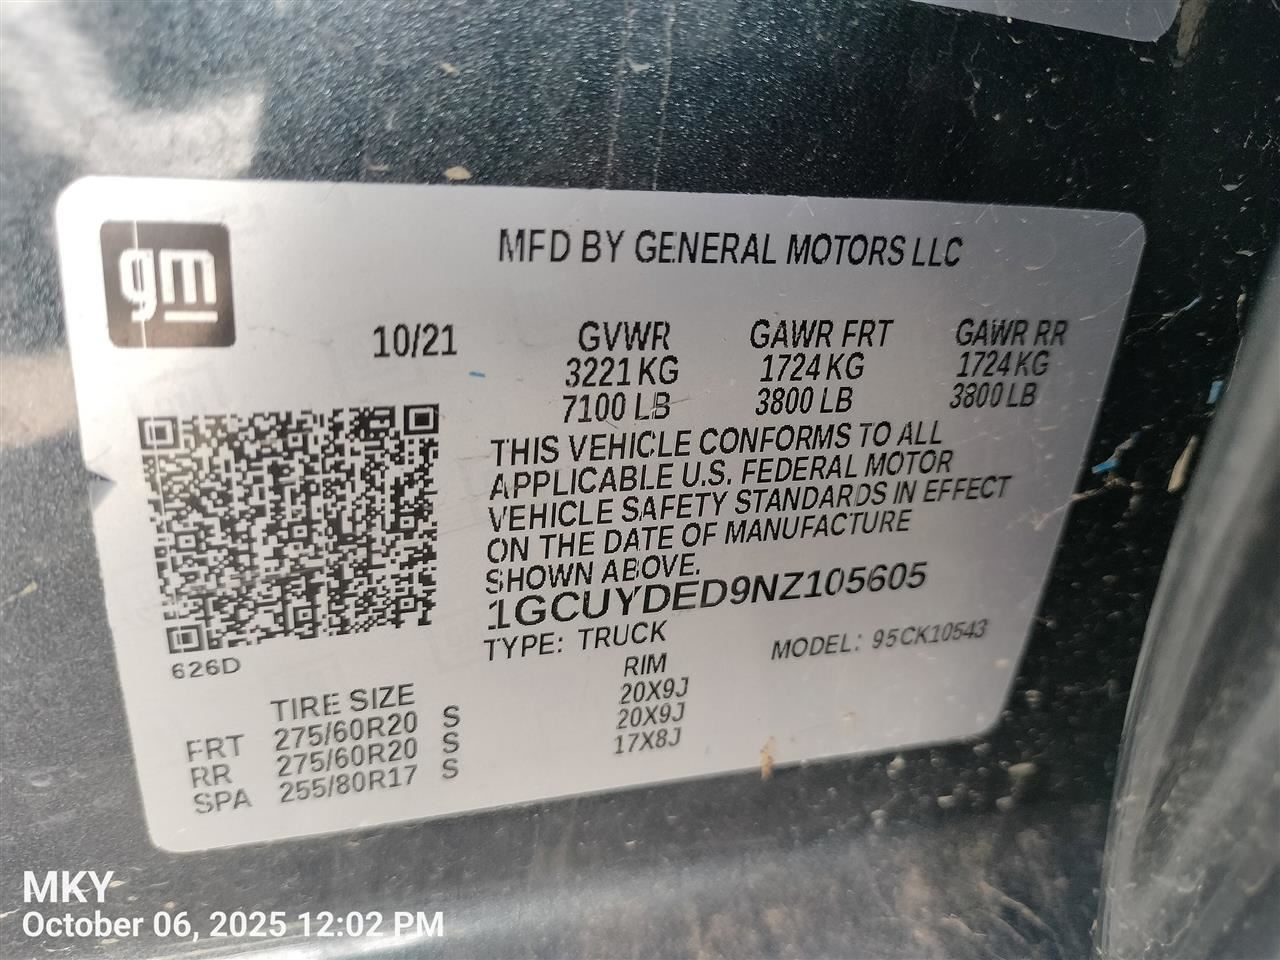 gm
MFD BY GENERAL MOTORS LLC
10/21
GVWR GAWR FRT GAWR RR
3221 KG 1724 KG 1724 KG
7100 LB 3800 LB 3800 LB
THIS VEHICLE CONFORMS TO ALL
APPLICABLE U.S. FEDERAL MOTOR
VEHICLE SAFETY STANDARDS IN EFFECT
ON THE DATE OF MANUFACTURE
SHOWN ABOVE.
1GCUYDED9NZ105605
TYPE: TRUCK MODEL: 95CK10543
626D
TIRE SIZE RIM
FRT 275/60R20 S 20X9J
RR 275/60R20 S 20X9J
SPA 255/80R17 S 17X8J
MKY
October 06, 2025 12:02 PM